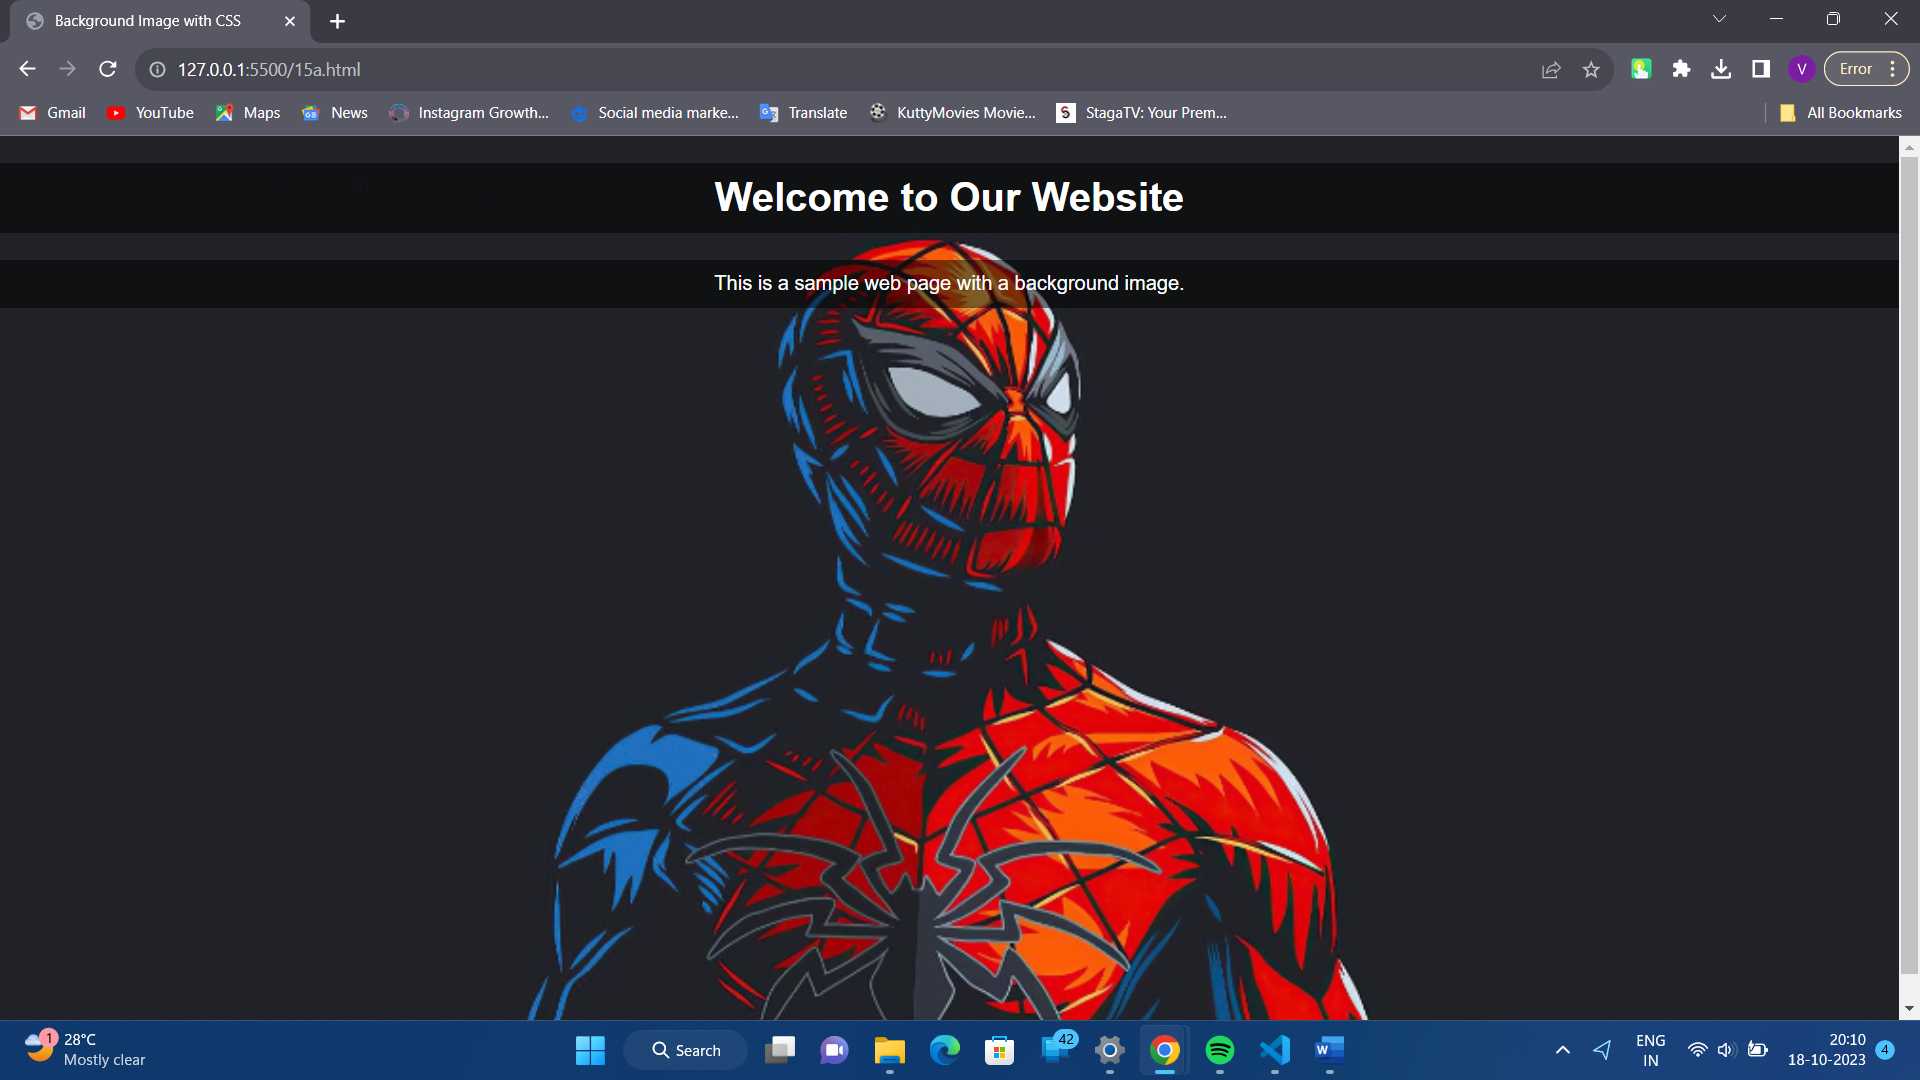 Background Image with CSS
127.0.0.1:5500/15a.html
V
Error
Gmail YouTube Maps News Instagram Growth... Social media marke... Translate KuttyMovies Movie... StagaTV: Your Prem... All Bookmarks
Welcome to Our Website
This is a sample web page with a background image.
1
28°C
Mostly clear
Search
42
ENG
IN
20:10
18-10-2023
4